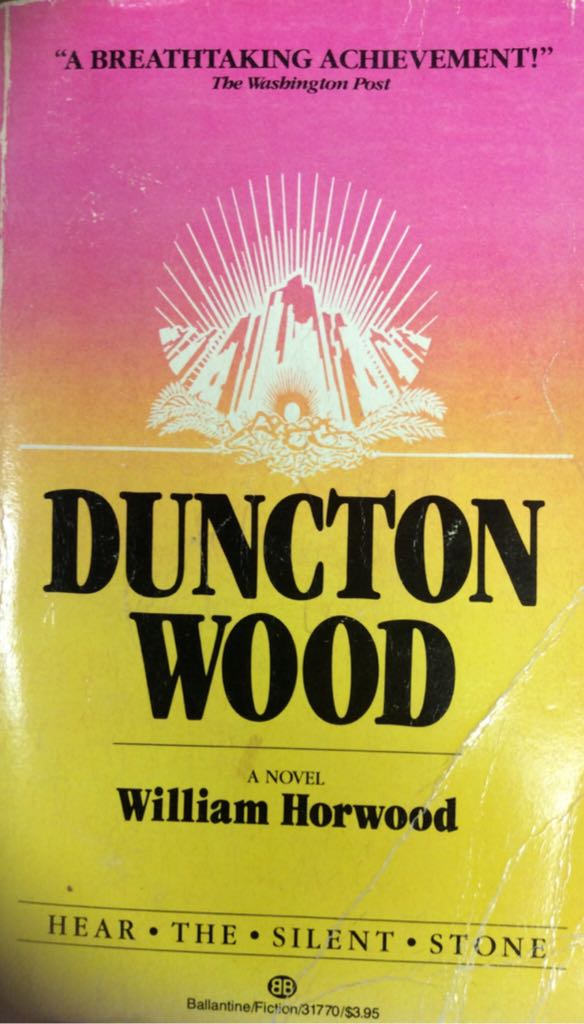 “A BREATHTAKING ACHIEVEMENT!”
The Washington Post
DUNCTON
WOOD
A NOVEL
William Horwood
HEAR • THE • SILENT • STONE
BB
Ballantine/Fiction/31770/$3.95